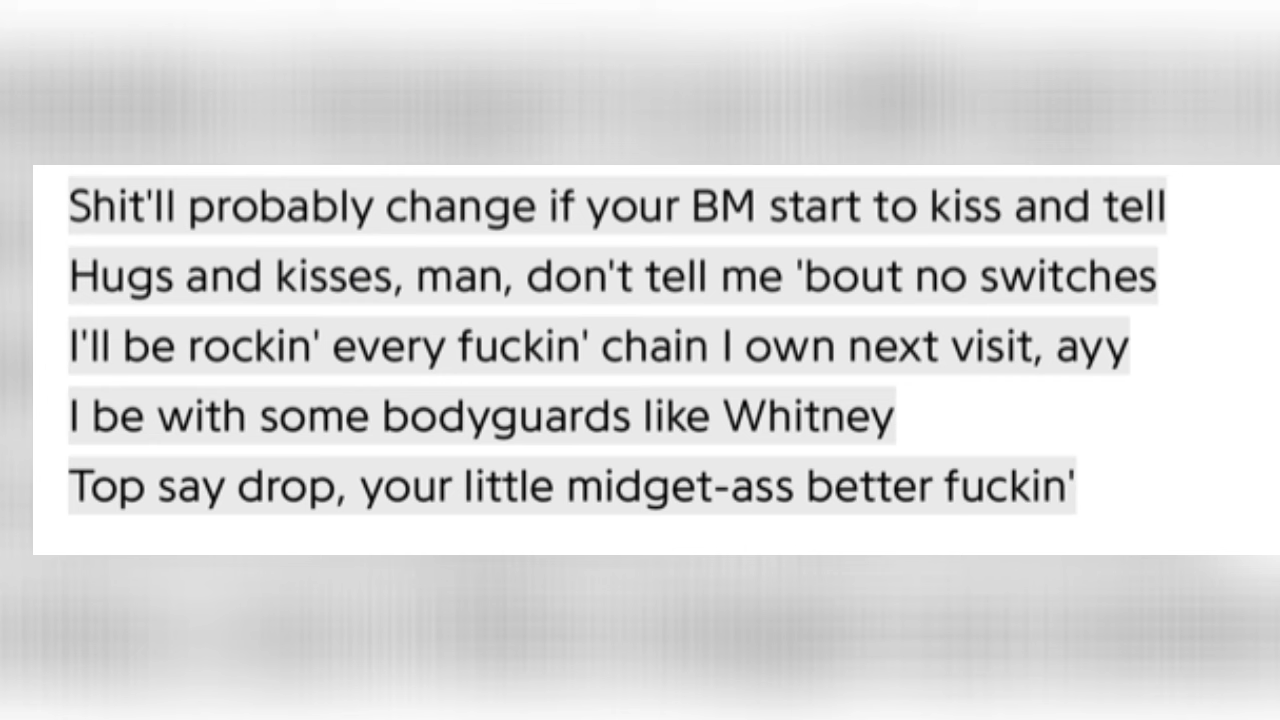 Shit'll probably change if your BM start to kiss and tell
Hugs and kisses, man, don't tell me 'bout no switches
I'll be rockin' every fuckin' chain I own next visit, ayy
I be with some bodyguards like Whitney
Top say drop, your little midget-ass better fuckin'